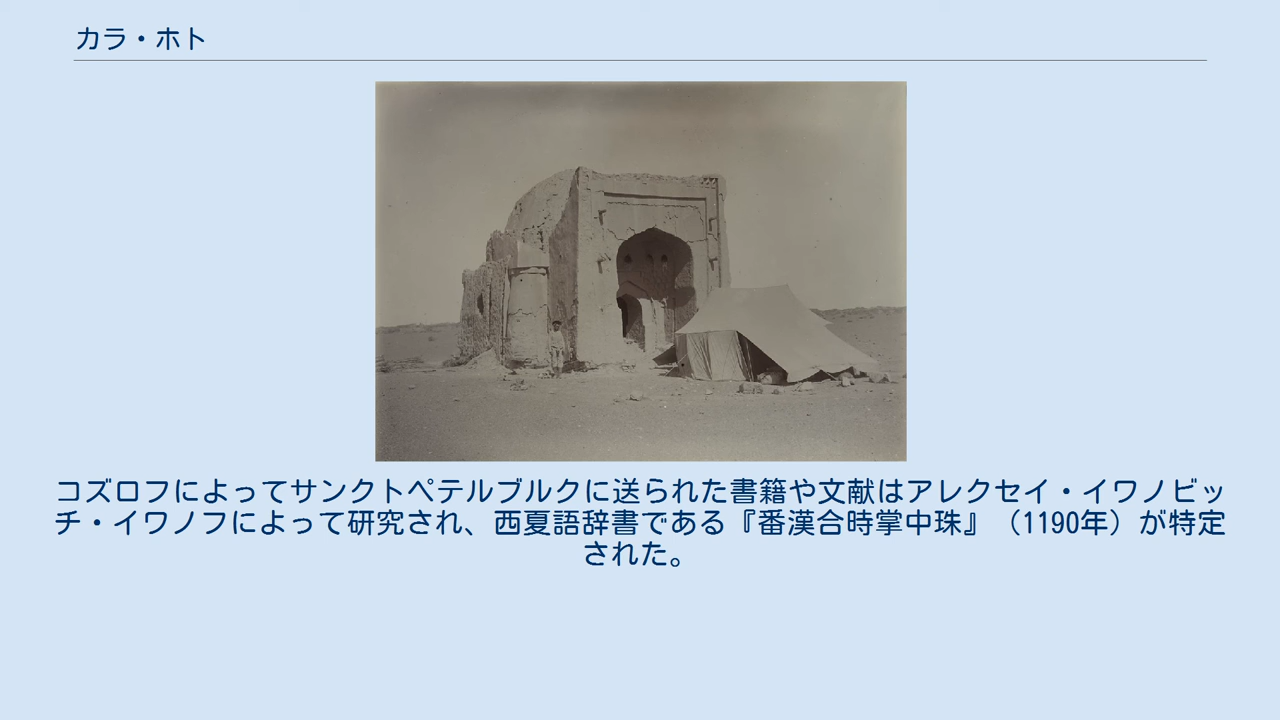 カラ・ホト
コズロフによってサンクトペテルブルクに送られた書籍や文献はアレクセイ・イワノビッ
チ・イワノフによって研究され、西夏語辞書である『番漢合時掌中珠』（1190年）が特定
された。